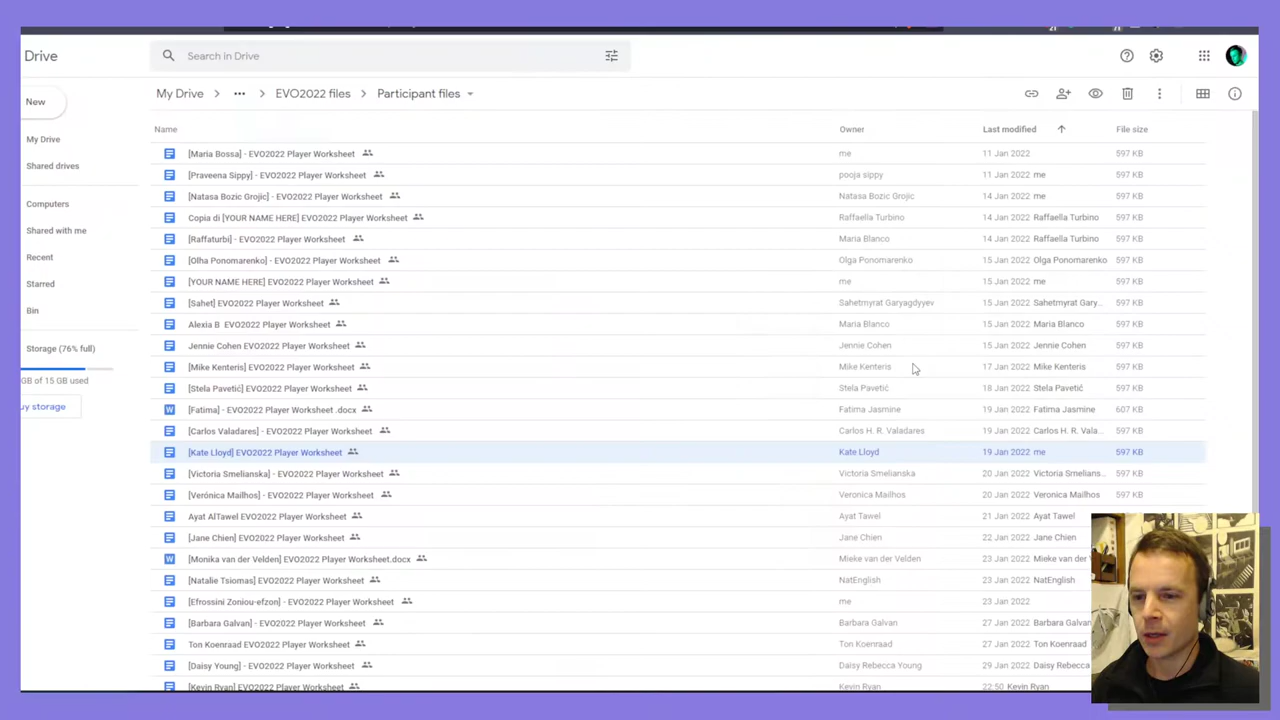 Drive
Search in Drive
New
My Drive > ... > EVO2022 files > Participant files
Name Owner Last modified File size
My Drive
Shared drives
Computers
Shared with me
Recent
Starred
Bin
Storage (76% full)
GB of 15 GB used
uy storage
[Maria Bossa] - EVO2022 Player Worksheet me 11 Jan 2022 597 KB
[Praveena Sippy] - EVO2022 Player Worksheet pooja sippy 11 Jan 2022 me 597 KB
[Natasa Bozic Grojic] - EVO2022 Player Worksheet Natasa Bozic Grojic 14 Jan 2022 me 597 KB
Copia di [YOUR NAME HERE] EVO2022 Player Worksheet Raffaella Turbino 14 Jan 2022 Raffaella Turbino 597 KB
[Raffaturbi] - EVO2022 Player Worksheet Maria Blanco 14 Jan 2022 Raffaella Turbino 597 KB
[Olha Ponomarenko] - EVO2022 Player Worksheet Olga Ponomarenko 15 Jan 2022 Olga Ponomarenko 597 KB
[YOUR NAME HERE] EVO2022 Player Worksheet me 15 Jan 2022 me 597 KB
[Sahet] EVO2022 Player Worksheet Sahetmyrat Garyagdyyev 15 Jan 2022 Sahetmyrat Gary... 597 KB
Alexia B EVO2022 Player Worksheet Maria Blanco 15 Jan 2022 Maria Blanco 597 KB
Jennie Cohen EVO2022 Player Worksheet Jennie Cohen 15 Jan 2022 Jennie Cohen 597 KB
[Mike Kenteris] EVO2022 Player Worksheet Mike Kenteris 17 Jan 2022 Mike Kenteris 597 KB
[Stela Pavetić] EVO2022 Player Worksheet Stela Pavetić 18 Jan 2022 Stela Pavetić 597 KB
[Fatima] - EVO2022 Player Worksheet .docx Fatima Jasmine 19 Jan 2022 Fatima Jasmine 607 KB
[Carlos Valadares] - EVO2022 Player Worksheet Carlos H. R. Valadares 19 Jan 2022 Carlos H. R. Vala... 597 KB
[Kate Lloyd] EVO2022 Player Worksheet Kate Lloyd 19 Jan 2022 me 597 KB
[Victoria Smelianska] - EVO2022 Player Worksheet Victoria Smelianska 20 Jan 2022 Victoria Smelians... 597 KB
[Verónica Mailhos] - EVO2022 Player Worksheet Veronica Mailhos 20 Jan 2022 Veronica Mailhos 597 KB
Ayat AlTawel EVO2022 Player Worksheet Ayat Tawel 21 Jan 2022 Ayat Tawel
[Jane Chien] EVO2022 Player Worksheet Jane Chien 22 Jan 2022 Jane Chien
[Monika van der Velden] EVO2022 Player Worksheet.docx Mieke van der Velden 23 Jan 2022 Mieke van der
[Natalie Tsiomas] EVO2022 Player Worksheet NatEnglish 23 Jan 2022 NatEnglish
[Efrossini Zoniou-efzon] - EVO2022 Player Worksheet me 23 Jan 2022
[Barbara Galvan] - EVO2022 Player Worksheet Barbara Galvan 27 Jan 2022 Barbara Galvan
Ton Koenraad EVO2022 Player Worksheet Ton Koenraad 27 Jan 2022 Ton Koenraad
[Daisy Young] - EVO2022 Player Worksheet Daisy Rebecca Young 29 Jan 2022 Daisy Rebecca
[Kevin Ryan] - EVO2022 Player Worksheet Kevin Ryan 22:50 Kevin Ryan